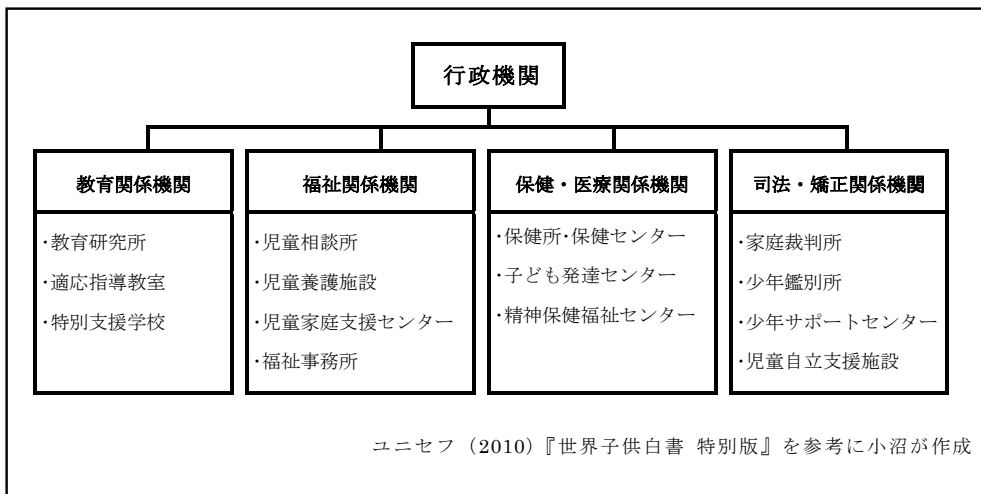 行政機関
教育関係機関
・教育研究所
・適応指導教室
・特別支援学校
福祉関係機関
・児童相談所
・児童養護施設
・児童家庭支援センター
・福祉事務所
保健・医療関係機関
・保健所・保健センター
・子ども発達センター
・精神保健福祉センター
司法・矯正関係機関
・家庭裁判所
・少年鑑別所
・少年サポートセンター
・児童自立支援施設
ユニセフ（2010）『世界子供白書 特別版』を参考に小沼が作成